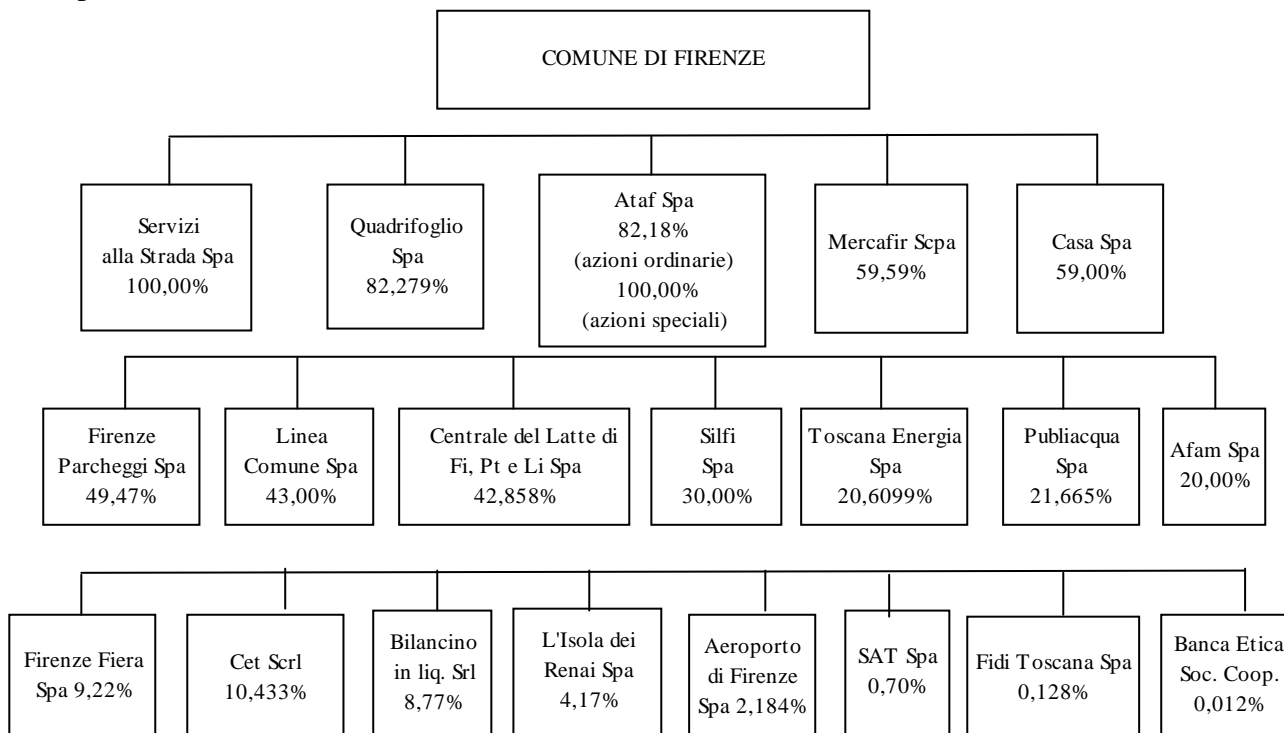 COMUNE DI FIRENZE
Servizi
alla Strada Spa
100,00%
Quadrifoglio
Spa
82,279%
Ataf Spa
82,18%
(azioni ordinarie)
100,00%
(azioni speciali)
Mercafir Scpa
59,59%
Casa Spa
59,00%
Firenze
Parcheggi Spa
49,47%
Linea
Comune Spa
43,00%
Centrale del Latte di
Fi, Pt e Li Spa
42,858%
Silfi
Spa
30,00%
Toscana Energia
Spa
20,6099%
Publiacqua
Spa
21,665%
Afam Spa
20,00%
Firenze Fiera
Spa 9,22%
Cet Scrl
10,433%
Bilancino
in liq. Srl
8,77%
L'Isola dei
Renai Spa
4,17%
Aeroporto
di Firenze
Spa 2,184%
SAT Spa
0,70%
Fidi Toscana Spa
0,128%
Banca Etica
Soc. Coop.
0,012%